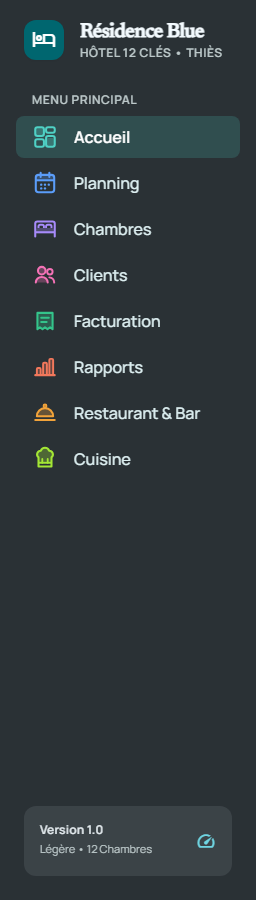 Résidence Blue
HÔTEL 12 CLÉS • THIÈS
MENU PRINCIPAL
Accueil
Planning
Chambres
Clients
Facturation
Rapports
Restaurant & Bar
Cuisine
Version 1.0
Légère • 12 Chambres